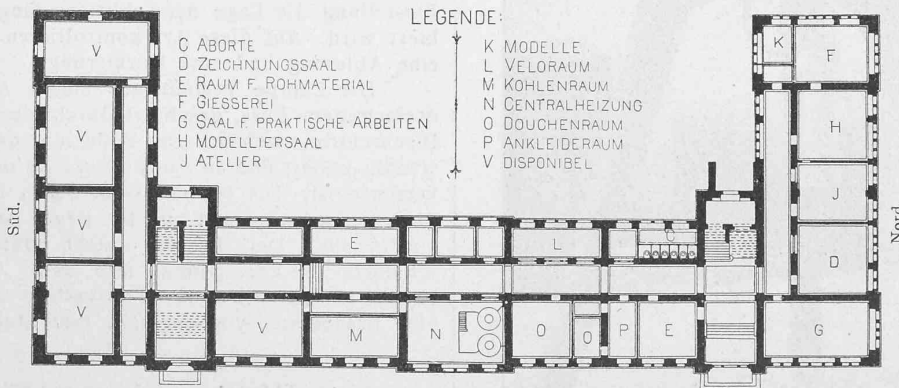 LEGENDE:
C ABORTE
D ZEICHNUNGSSAAL
E RAUM F. ROHMATERIAL
F GIESSEREI
G SAAL F PRAKTISCHE ARBEITEN
H MODELLIERSAAL
J ATELIER
K MODELLE
L VELORAUM
M KOHLENRAUM
N CENTRALHEIZUNG
O DOUCHENRAUM
P ANKLEIDERAUM
V DISPONIBEL
V
K
F
V
H
J
Süd.
V
Nord
E
D
V
V
M
N
O
O
P
E
G